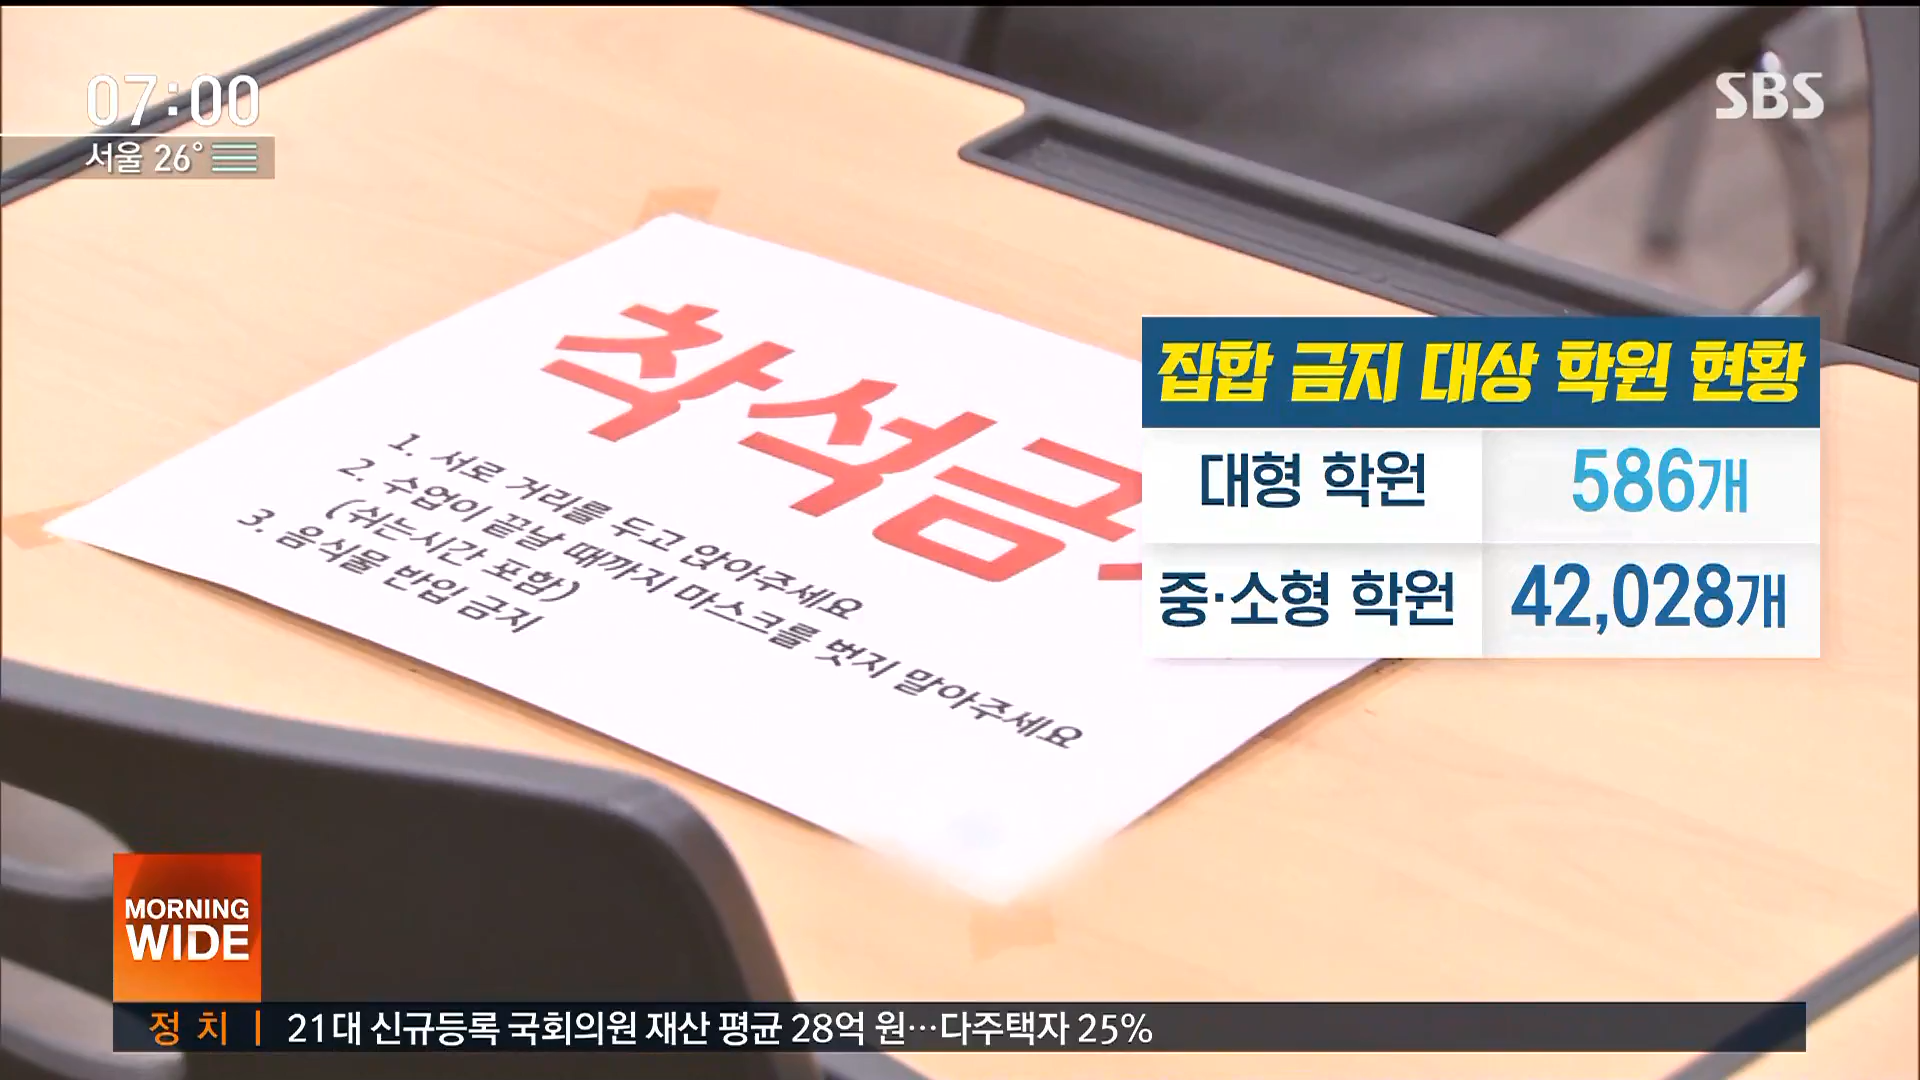 07:00
서울 26°
SBS
착석금
1. 서로 거리를 두고 앉아주세요
2. 수업이 끝날 때까지 마스크를 벗지 말아주세요
(쉬는시간 포함)
3. 음식물 반입 금지
집합 금지 대상 학원 현황
대형 학원 586개
중·소형 학원 42,028개
MORNING
WIDE
정치 | 21대 신규등록 국회의원 재산 평균 28억 원…다주택자 25%